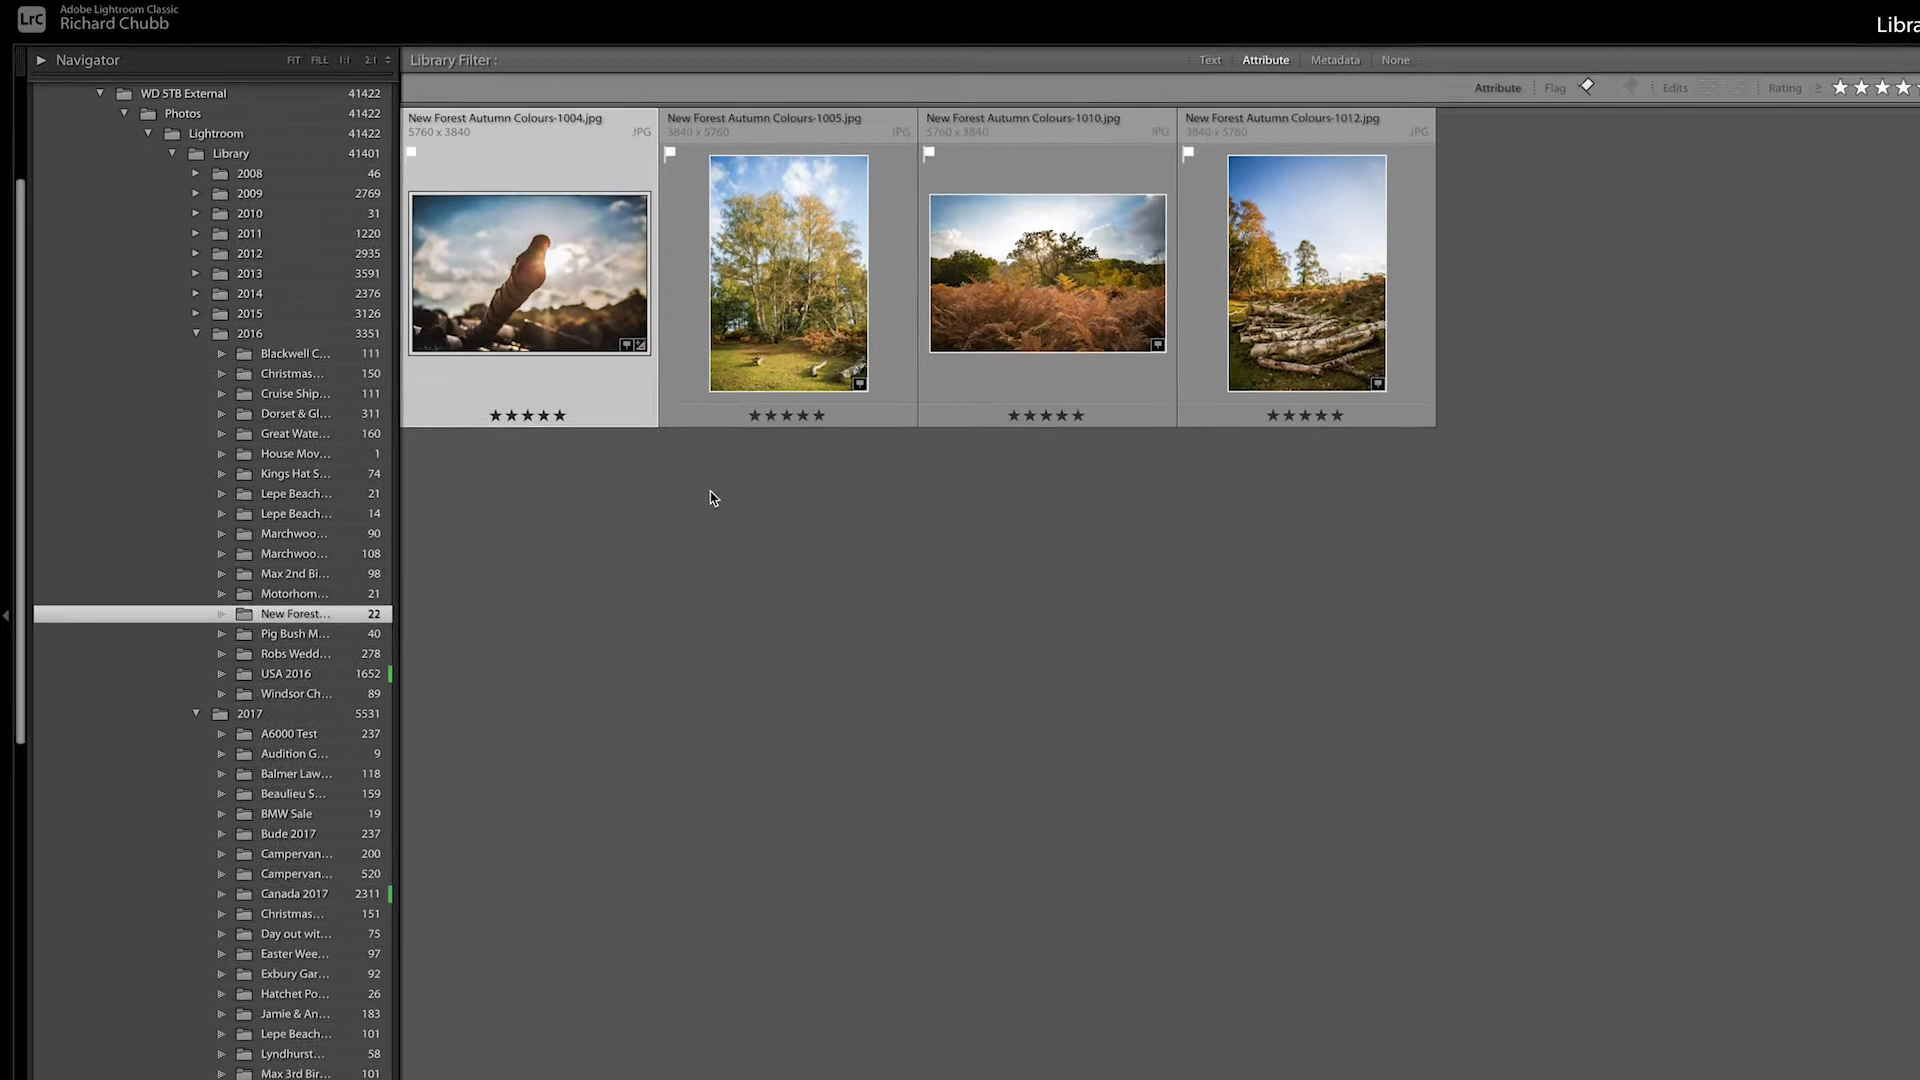 LrC
Adobe Lightroom Classic
Richard Chubb
Libra
Navigator FIT FILL 1:1 2:1
Library Filter : Text Attribute Metadata None
Attribute Flag Edits Rating ≥ ★★★★
WD 5TB External 41422
Photos 41422
Lightroom 41422
Library 41401
2008 46
2009 2769
2010 31
2011 1220
2012 2935
2013 3591
2014 2376
2015 3126
2016 3351
Blackwell C... 111
Christmas... 150
Cruise Ship... 111
Dorset & Gl... 311
Great Wate... 160
House Mov... 1
Kings Hat S... 74
Lepe Beach... 21
Lepe Beach... 14
Marchwoo... 90
Marchwoo... 108
Max 2nd Bi... 98
Motorhom... 21
New Forest... 22
Pig Bush M... 40
Robs Wedd... 278
USA 2016 1652
Windsor Ch... 89
2017 5531
A6000 Test 237
Audition G... 9
Balmer Law... 118
Beaulieu S... 159
BMW Sale 19
Bude 2017 237
Campervan... 200
Campervan... 520
Canada 2017 2311
Christmas... 151
Day out wit... 75
Easter Wee... 97
Exbury Gar... 92
Hatchet Po... 26
Jamie & An... 183
Lepe Beach... 101
Lyndhurst... 58
Max 3rd Bir... 101
New Forest Autumn Colours-1004.jpg
5760 x 3840 JPG
★★★★★
New Forest Autumn Colours-1005.jpg
3840 x 5760 JPG
★★★★★
New Forest Autumn Colours-1010.jpg
5760 x 3840 JPG
★★★★★
New Forest Autumn Colours-1012.jpg
3840 x 5760 JPG
★★★★★